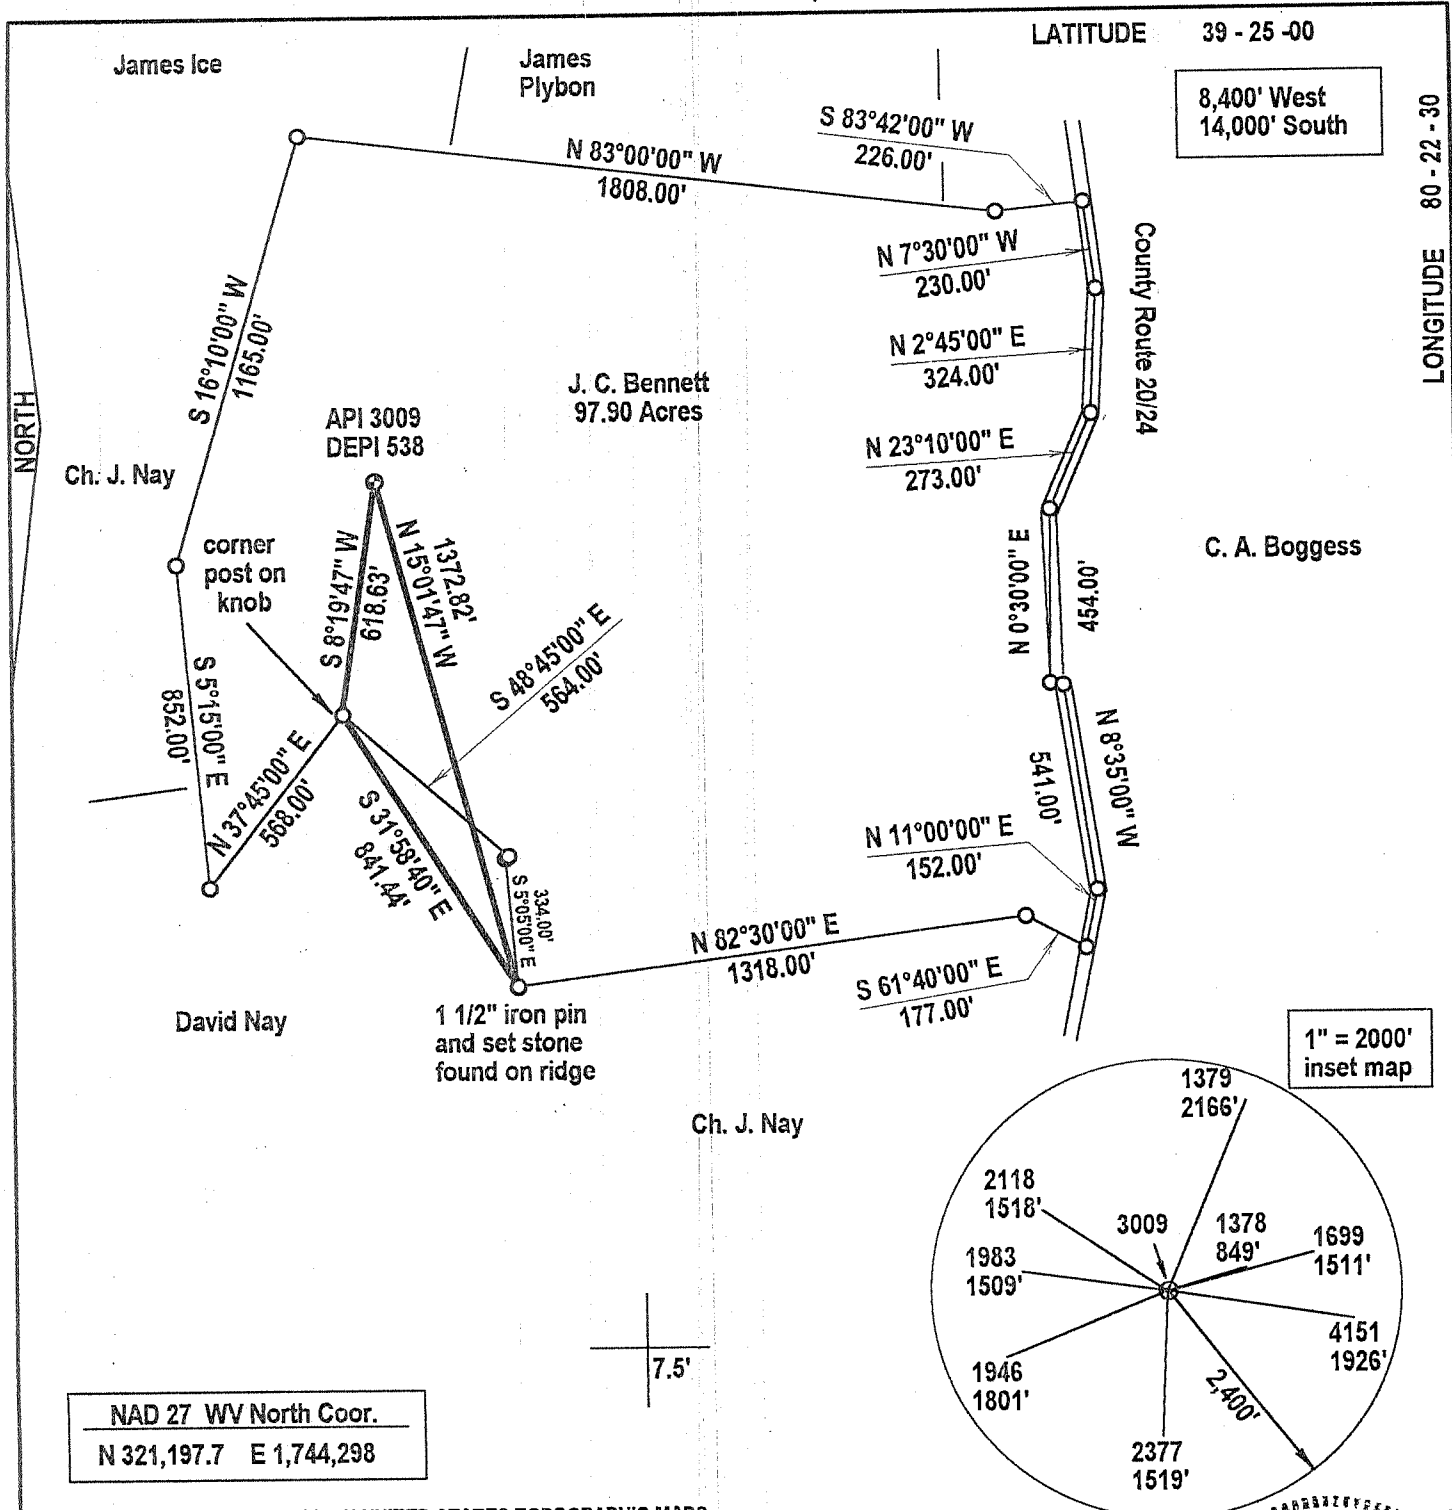 LATITUDE 39 - 25 -00
James Ice
James
Plybon
8,400' West
14,000' South
LONGITUDE 80 - 22 - 30
S 83°42'00" W
226.00'
N 83°00'00" W
1808.00'
N 7°30'00" W
230.00'
County Route 20/24
S 16°10'00" W
1165.00'
N 2°45'00" E
324.00'
J. C. Bennett
97.90 Acres
NORTH
API 3009
DEPI 538
N 23°10'00" E
273.00'
Ch. J. Nay
C. A. Boggess
corner
post on
knob
S 8°19'47" W
618.63'
1372.82'
N 15°01'47" W
N 0°30'00" E
454.00'
S 48°45'00" E
564.00'
S 5°15'00" E
852.00'
N 37°45'00" E
568.00'
S 31°58'40" E
841.44'
N 8°35'00" W
541.00'
N 11°00'00" E
152.00'
334.00'
S 5°05'00" E
N 82°30'00" E
1318.00'
S 61°40'00" E
177.00'
David Nay
1 1/2" iron pin
and set stone
found on ridge
1" = 2000'
inset map
Ch. J. Nay
1379
2166'
2118
1518'
3009
1378
849'
1699
1511'
1983
1509'
4151
1926'
1946
1801'
2,400'
2377
1519'
7.5'
NAD 27 WV North Coor.
N 321,197.7 E 1,744,298